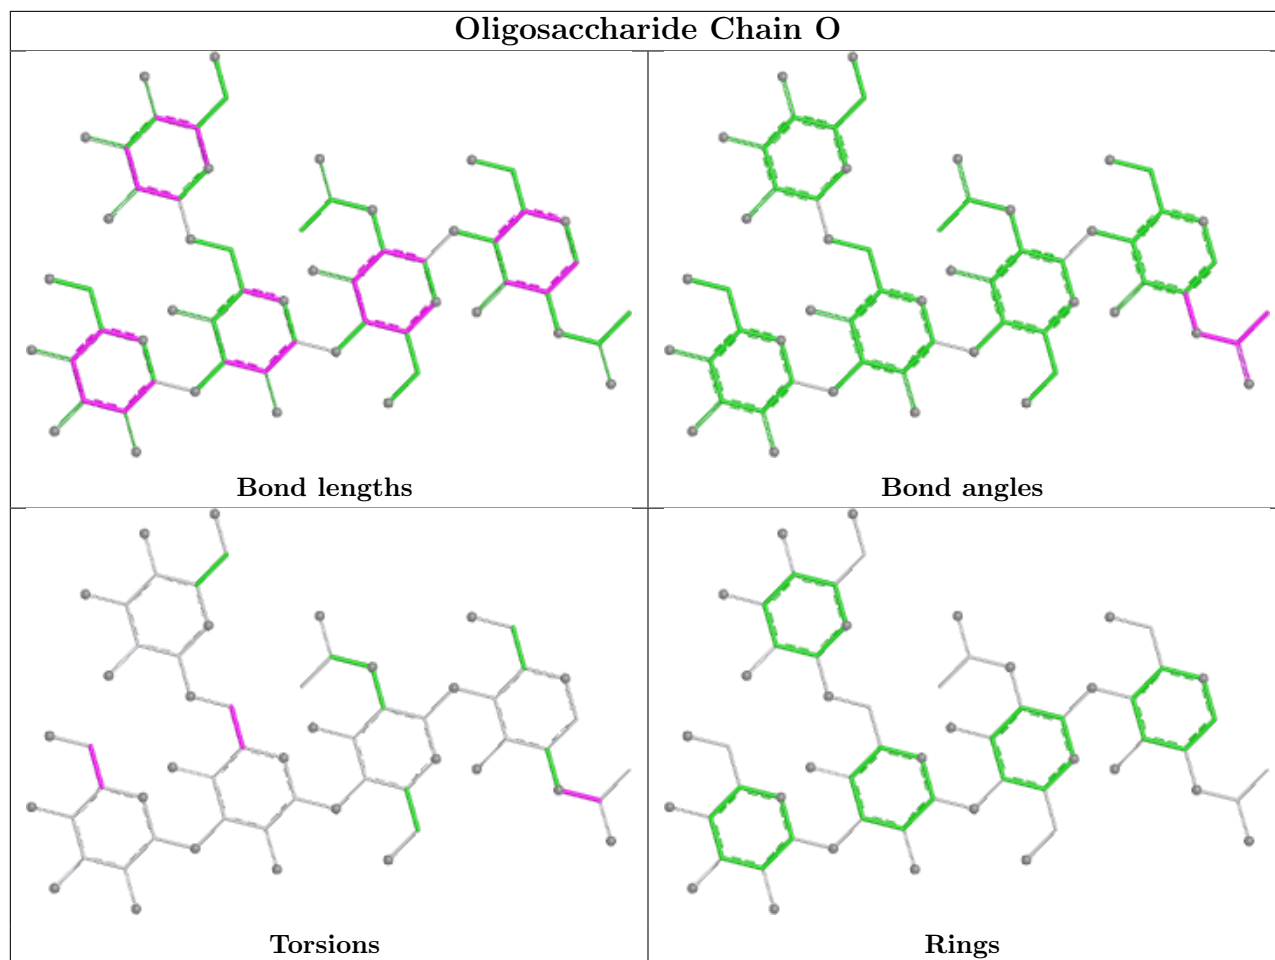 Oligosaccharide Chain O
Bond lengths
Bond angles
Torsions
Rings